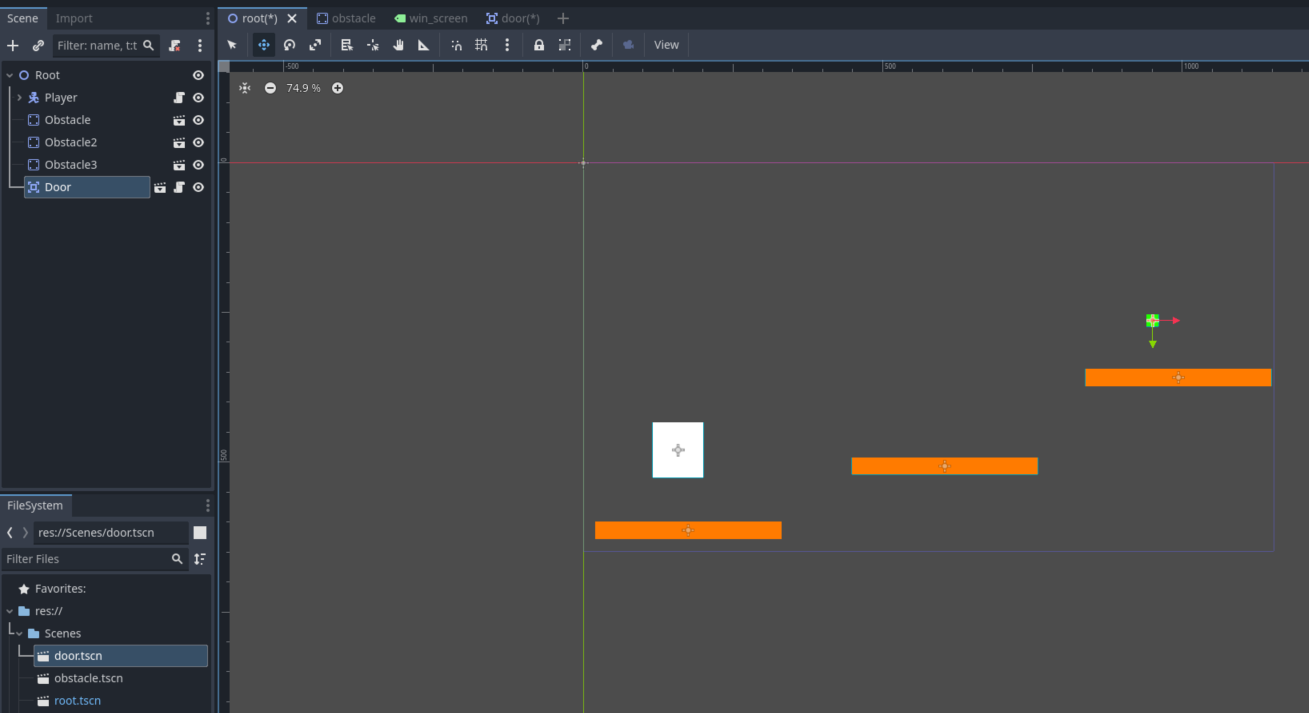 Scene Import
root(*) obstacle win_screen door(*)
Filter: name, t:t
View
-500 0 500 1000
74.9 %
Root
Player
Obstacle
Obstacle2
Obstacle3
Door
0
500
FileSystem
res://Scenes/door.tscn
Filter Files
Favorites:
res://
Scenes
door.tscn
obstacle.tscn
root.tscn